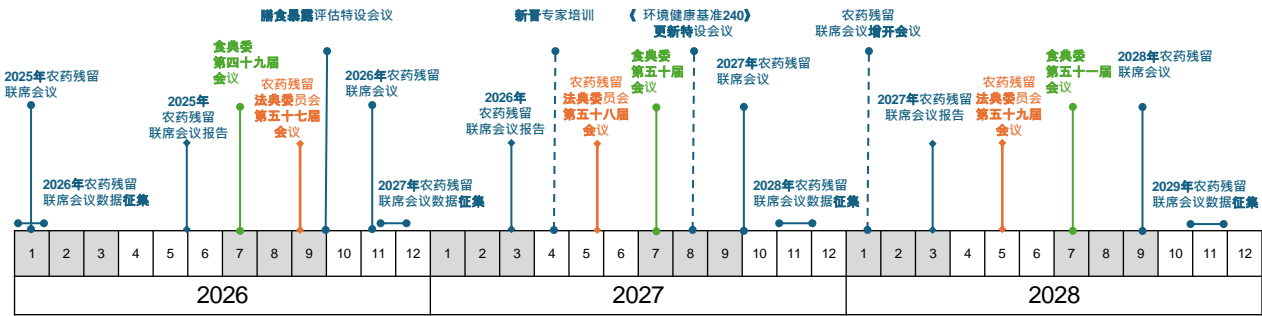 2025年农药残留
联席会议
2026年农药残留
联席会议数据征集
2025年
农药残留
联席会议报告
食典委
第四十九届
会议
农药残留
法典委员会
第五十七届
会议
膳食暴露评估特设会议
2026年农药残留
联席会议
2027年农药残留
联席会议数据征集
2026年
农药残留
联席会议报告
新晋专家培训
农药残留
法典委员会
第五十八届
会议
食典委
第五十届
会议
《 环境健康基准240》
更新特设会议
2027年农药残留
联席会议
2028年农药残留
联席会议数据征集
农药残留
联席会议增开会议
2027年农药残留
联席会议报告
农药残留
法典委员会
第五十九届
会议
食典委
第五十一届
会议
2028年农药残留
联席会议
2029年农药残留
联席会议数据征集
1 2 3 4 5 6 7 8 9 10 11 12 1 2 3 4 5 6 7 8 9 10 11 12 1 2 3 4 5 6 7 8 9 10 11 12
2026 2027 2028